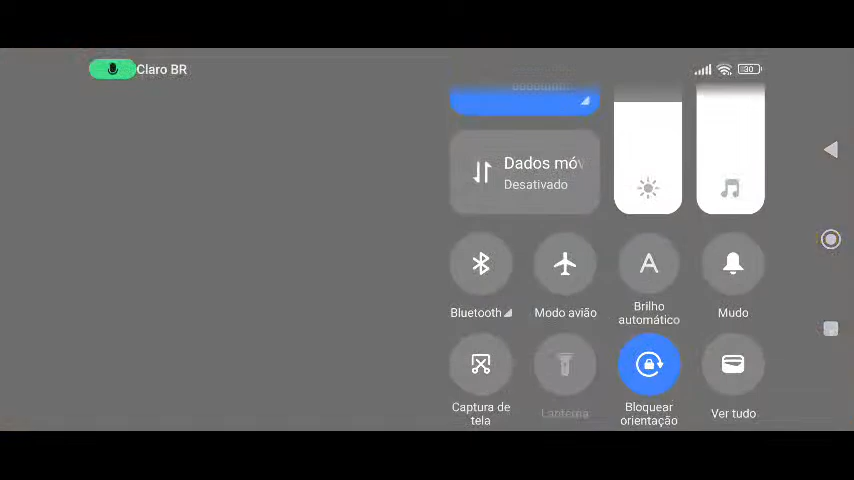 Claro BR
30
Dados móv
Desativado
Bluetooth
Modo avião
Brilho
automático
Mudo
Captura de
tela
Lanterna
Bloquear
orientação
Ver tudo